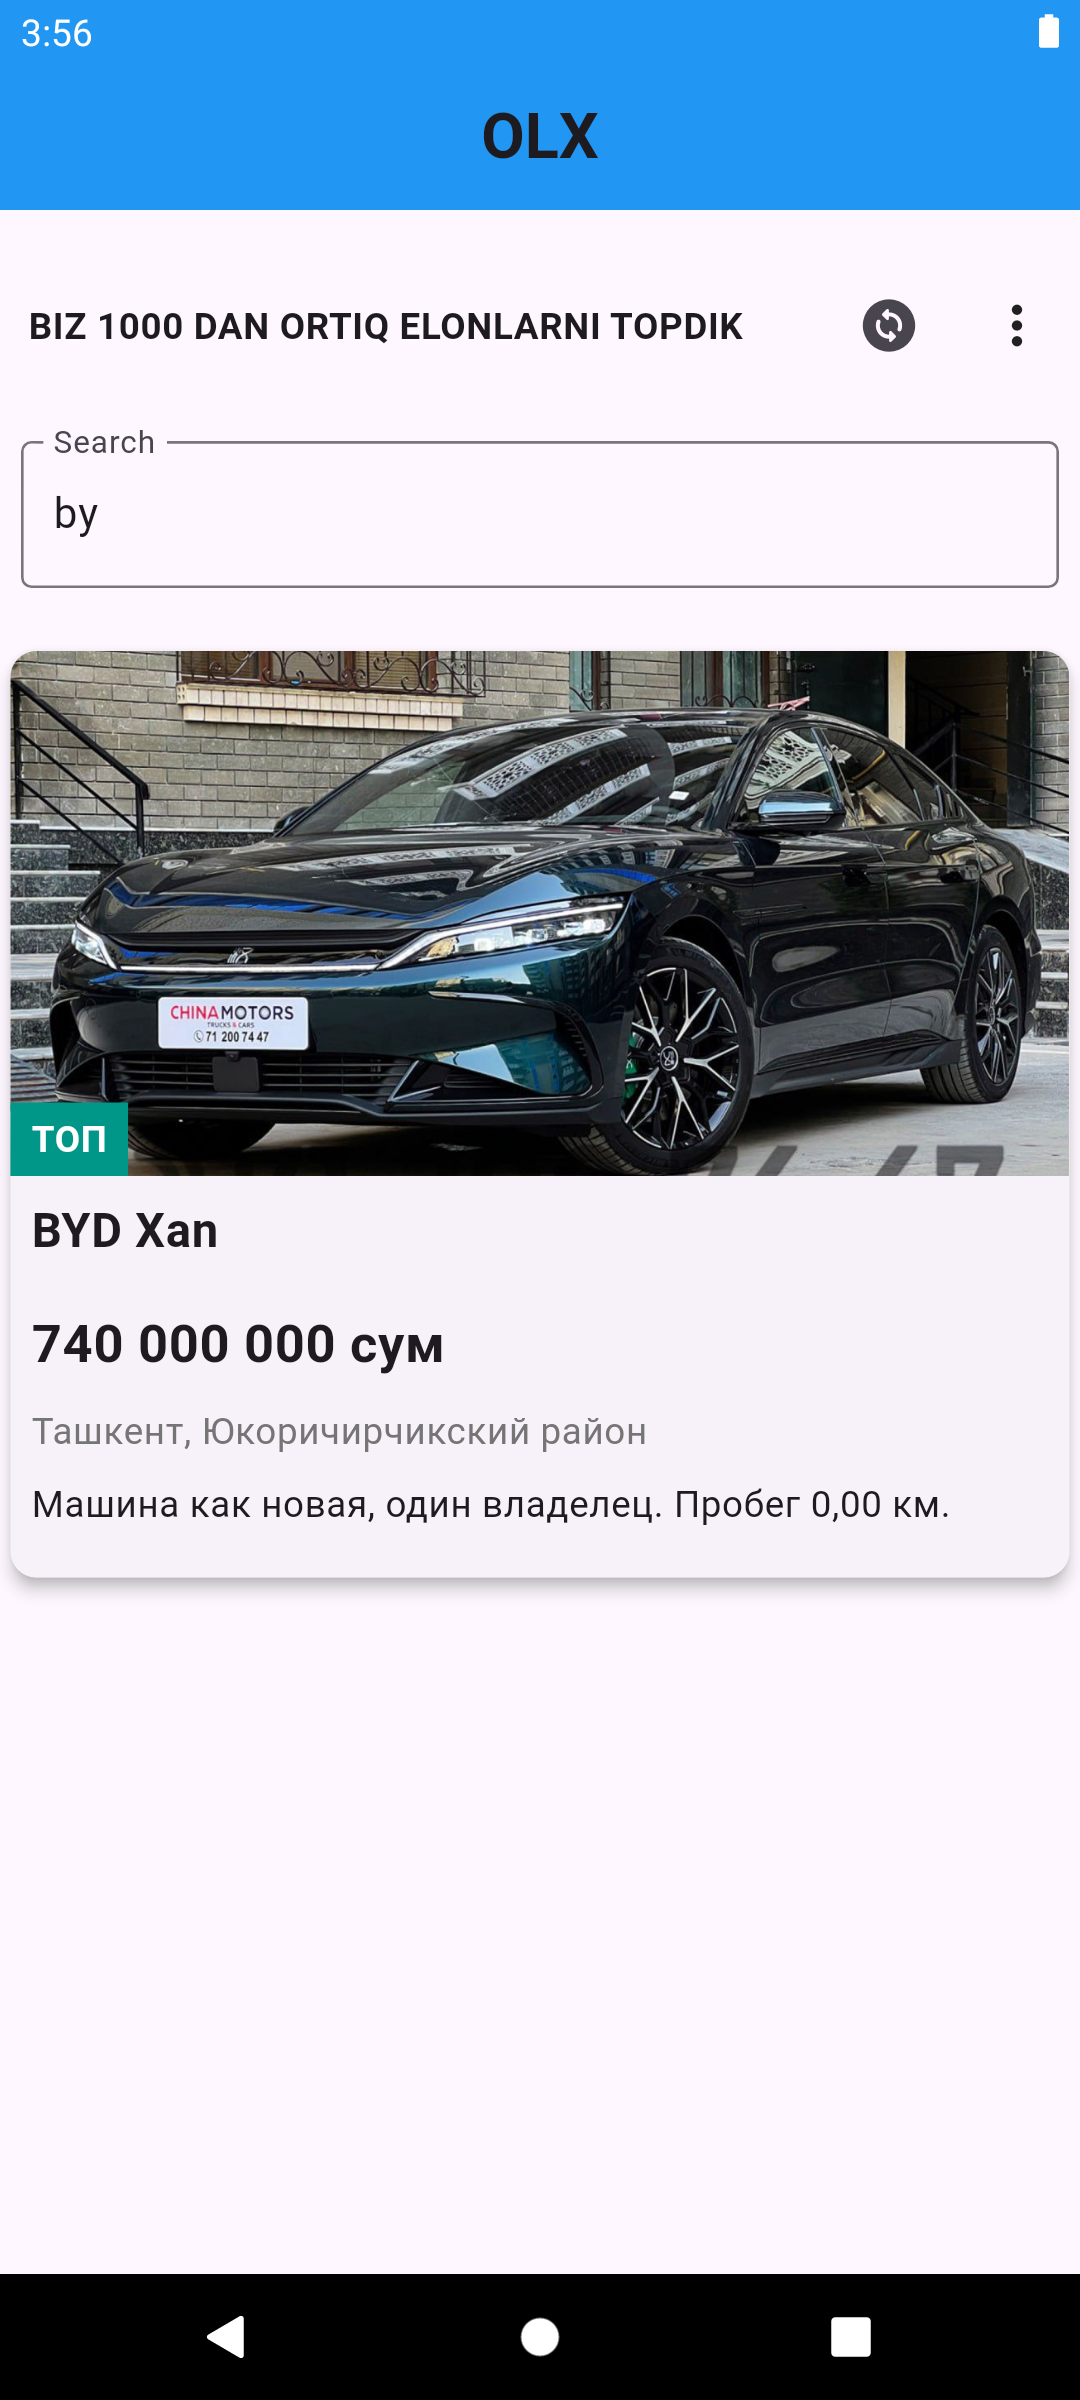 3:56
OLX
BIZ 1000 DAN ORTIQ ELONLARNI TOPDIK
Search
by
CHINAMOTORS
TRUCKS & CARS
71 200 74 47
ТОП
BYD Xan
740 000 000 сум
Ташкент, Юкоричирчикский район
Машина как новая, один владелец. Пробег 0,00 км.